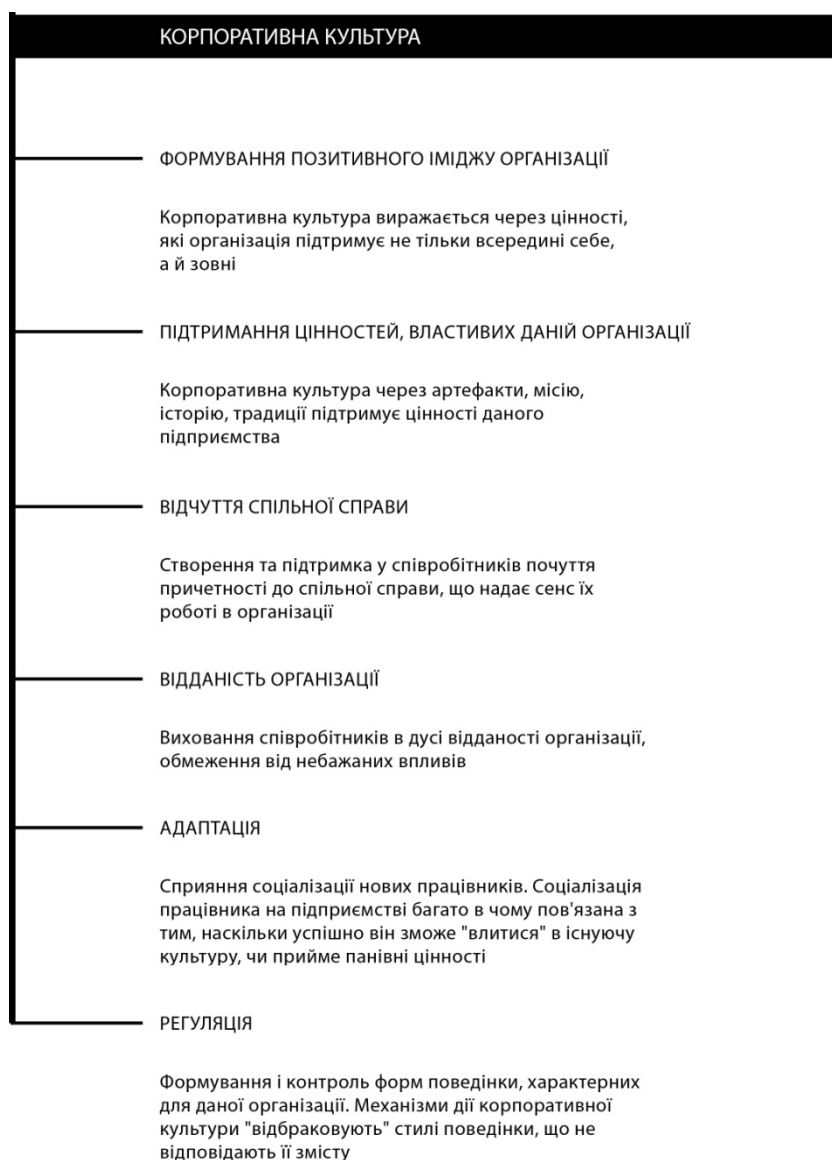 КОРПОРАТИВНА КУЛЬТУРА
ФОРМУВАННЯ ПОЗИТИВНОГО ІМІДЖУ ОРГАНІЗАЦІЇ
Корпоративна культура виражається через цінності,
які організація підтримує не тільки всередині себе,
а й зовні
ПІДТРИМАННЯ ЦІННОСТЕЙ, ВЛАСТИВИХ ДАНІЙ ОРГАНІЗАЦІЇ
Корпоративна культура через артефакти, місію,
історію, традиції підтримує цінності даного
підприємства
ВІДЧУТТЯ СПІЛЬНОЇ СПРАВИ
Створення та підтримка у співробітників почуття
причетності до спільної справи, що надає сенс їх
роботі в організації
ВІДДАНІСТЬ ОРГАНІЗАЦІЇ
Виховання співробітників в дусі відданості організації,
обмеження від небажаних впливів
АДАПТАЦІЯ
Сприяння соціалізації нових працівників. Соціалізація
працівника на підприємстві багато в чому пов'язана з
тим, наскільки успішно він зможе "влитися" в існуючу
культуру, чи прийме панівні цінності
РЕГУЛЯЦІЯ
Формування і контроль форм поведінки, характерних
для даної організації. Механізми дії корпоративної
культури "відбраковують" стилі поведінки, що не
відповідають її змісту